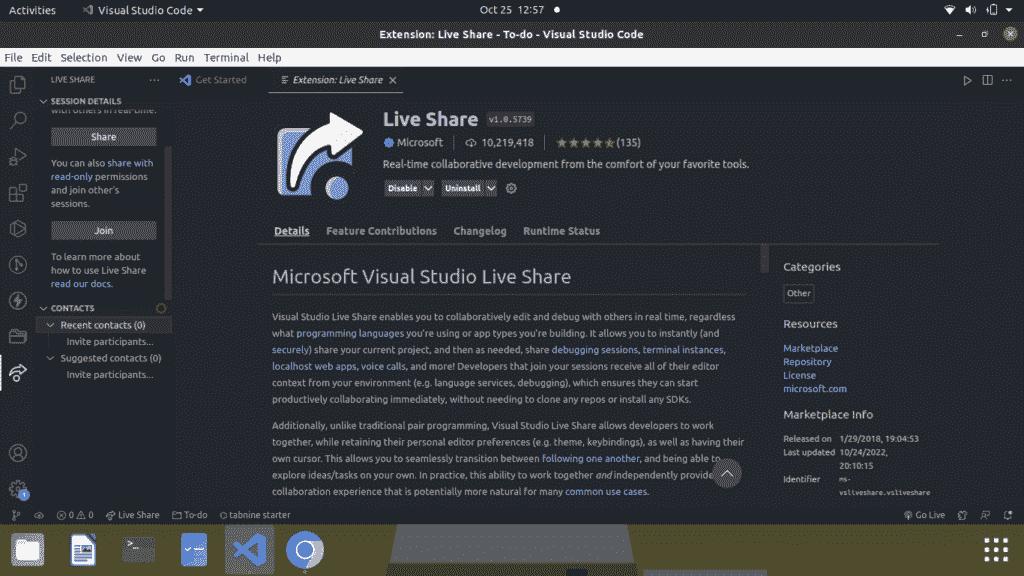 Activities
Visual Studio Code
Oct 25 12:57
Extension: Live Share - To-do - Visual Studio Code
File Edit Selection View Go Run Terminal Help
LIVE SHARE
Get Started
Extension: Live Share
SESSION DETAILS
with others in real-time.
Share
You can also share with
read-only permissions
and join other's
sessions.
Join
To learn more about
how to use Live Share
read our docs.
CONTACTS
Recent contacts (0)
Invite participants...
Suggested contacts (0)
Invite participants...
Live Share v1.0.5739
Microsoft 10,219,418 (135)
Real-time collaborative development from the comfort of your favorite tools.
Disable Uninstall
Details Feature Contributions Changelog Runtime Status
Microsoft Visual Studio Live Share
Visual Studio Live Share enables you to collaboratively edit and debug with others in real time, regardless
what programming languages you're using or app types you're building. It allows you to instantly (and
securely) share your current project, and then as needed, share debugging sessions, terminal instances,
localhost web apps, voice calls, and more! Developers that join your sessions receive all of their editor
context from your environment (e.g. language services, debugging), which ensures they can start
productively collaborating immediately, without needing to clone any repos or install any SDKs.
Additionally, unlike traditional pair programming, Visual Studio Live Share allows developers to work
together, while retaining their personal editor preferences (e.g. theme, keybindings), as well as having their
own cursor. This allows you to seamlessly transition between following one another, and being able to
explore ideas/tasks on your own. In practice, this ability to work together and independently provide
collaboration experience that is potentially more natural for many common use cases.
Categories
Other
Resources
Marketplace
Repository
License
microsoft.com
Marketplace Info
Released on 1/29/2018, 19:04:53
Last updated 10/24/2022,
20:10:15
Identifier ms-
vsliveshare.vsliveshare
1
0 0 Live Share To-do tabnine starter Go Live
>_